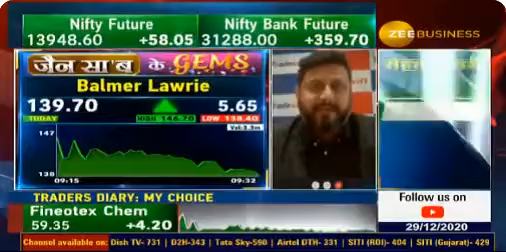 Nifty Future
13948.60 +58.05
Nifty Bank Future
31288.00 +359.70
ZEE BUSINESS
जैन सा'ब के GEMS
Balmer Lawrie
139.70 5.65
TODAY HIGH 146.70 LOW 138.40
Vol:3.3m
147
138
09:15 09:32
TRADERS DIARY: MY CHOICE
Fineotex Chem
59.35 +4.20
Follow us on
29/12/2020
Channel available on: Dish TV- 731 | D2H-343 | Tata Sky-590 | Airtel DTH- 331 | SITI (ROI)- 404 | SITI (Gujarat)- 429